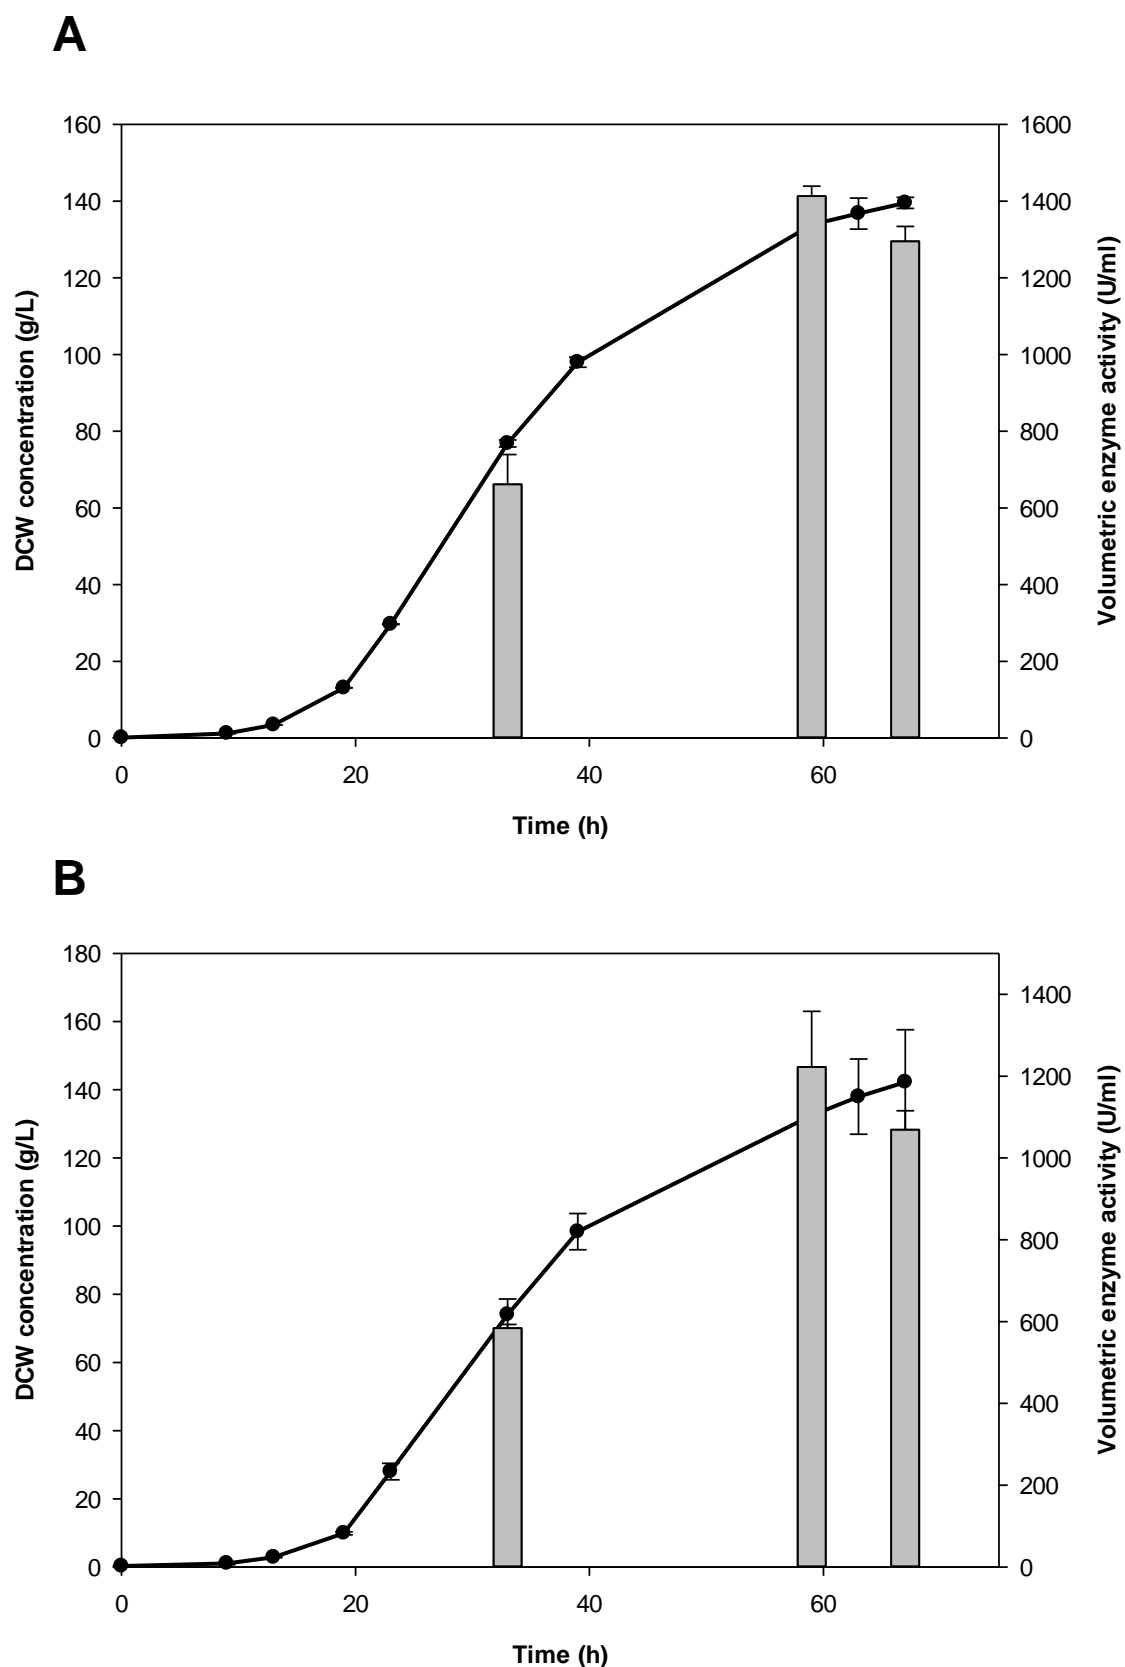 A
160 1600
140 1400
120 1200
100 1000
80 800
60 600
40 400
20 200
0 0
0 20 40 60
DCW concentration (g/L)
Volumetric enzyme activity (U/ml)
Time (h)
B
180
160 1400
140 1200
120 1000
100 800
80 600
60 400
40 200
20 0
0
0 20 40 60
DCW concentration (g/L)
Volumetric enzyme activity (U/ml)
Time (h)